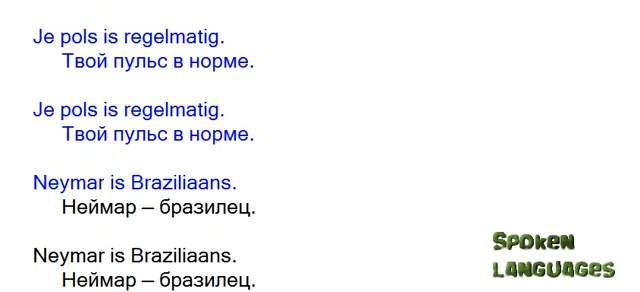 Je pols is regelmatig.
Твой пульс в норме.
Je pols is regelmatig.
Твой пульс в норме.
Neymar is Braziliaans.
Неймар — бразилец.
Neymar is Braziliaans.
Неймар — бразилец.
Spoken
Languages